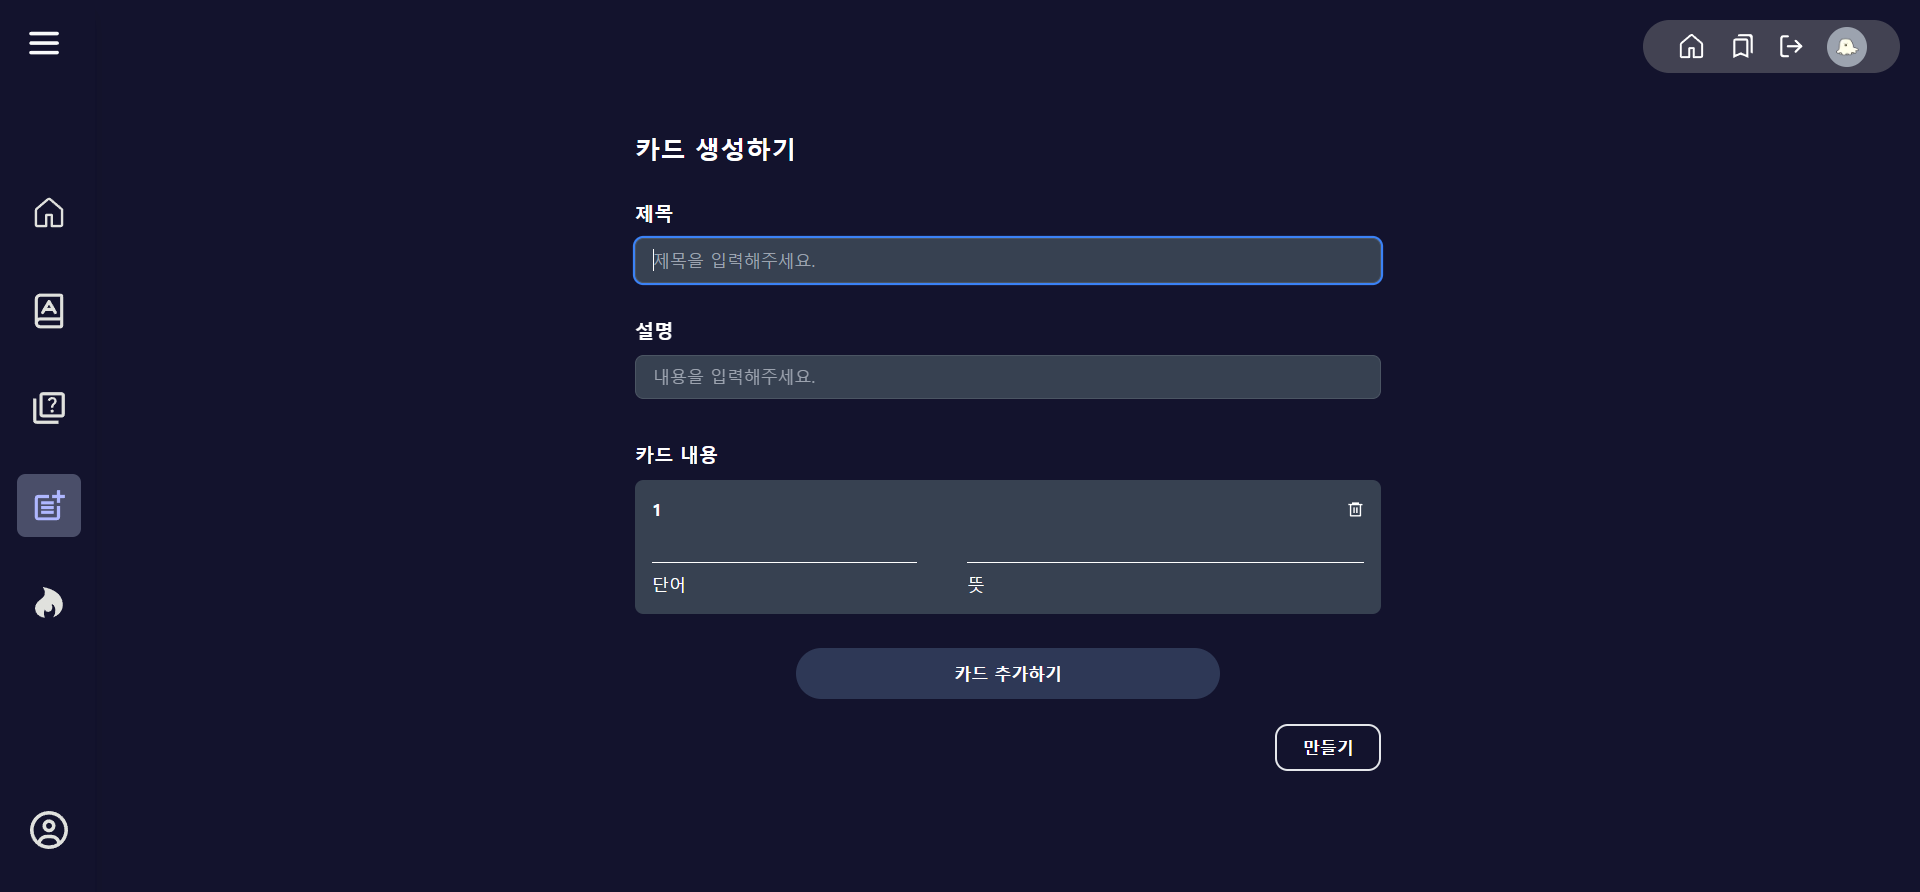 카드 생성하기
제목
제목을 입력해주세요.
설명
내용을 입력해주세요.
카드 내용
1
단어
뜻
카드 추가하기
만들기